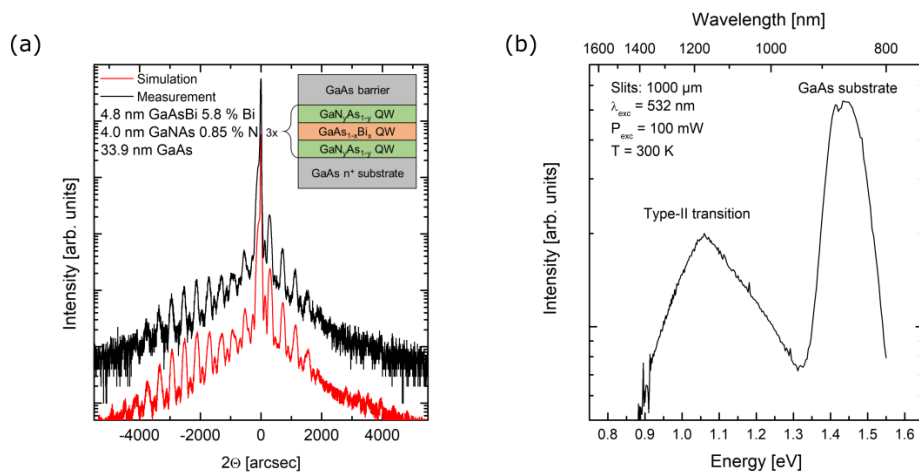 (a)
Simulation
Measurement
4.8 nm GaAsBi 5.8 % Bi
4.0 nm GaNAs 0.85 % N
33.9 nm GaAs
3x
GaAs barrier
GaNyAs1-y QW
GaAs1-xBix QW
GaNyAs1-y QW
GaAs n+ substrate
Intensity [arb. units]
-4000 -2000 0 2000 4000
2Θ [arcsec]
(b)
Wavelength [nm]
1600 1400 1200 1000 800
Slits: 1000 µm
λexc = 532 nm
Pexc = 100 mW
T = 300 K
GaAs substrate
Type-II transition
Intensity [arb. units]
0.8 0.9 1.0 1.1 1.2 1.3 1.4 1.5 1.6
Energy [eV]